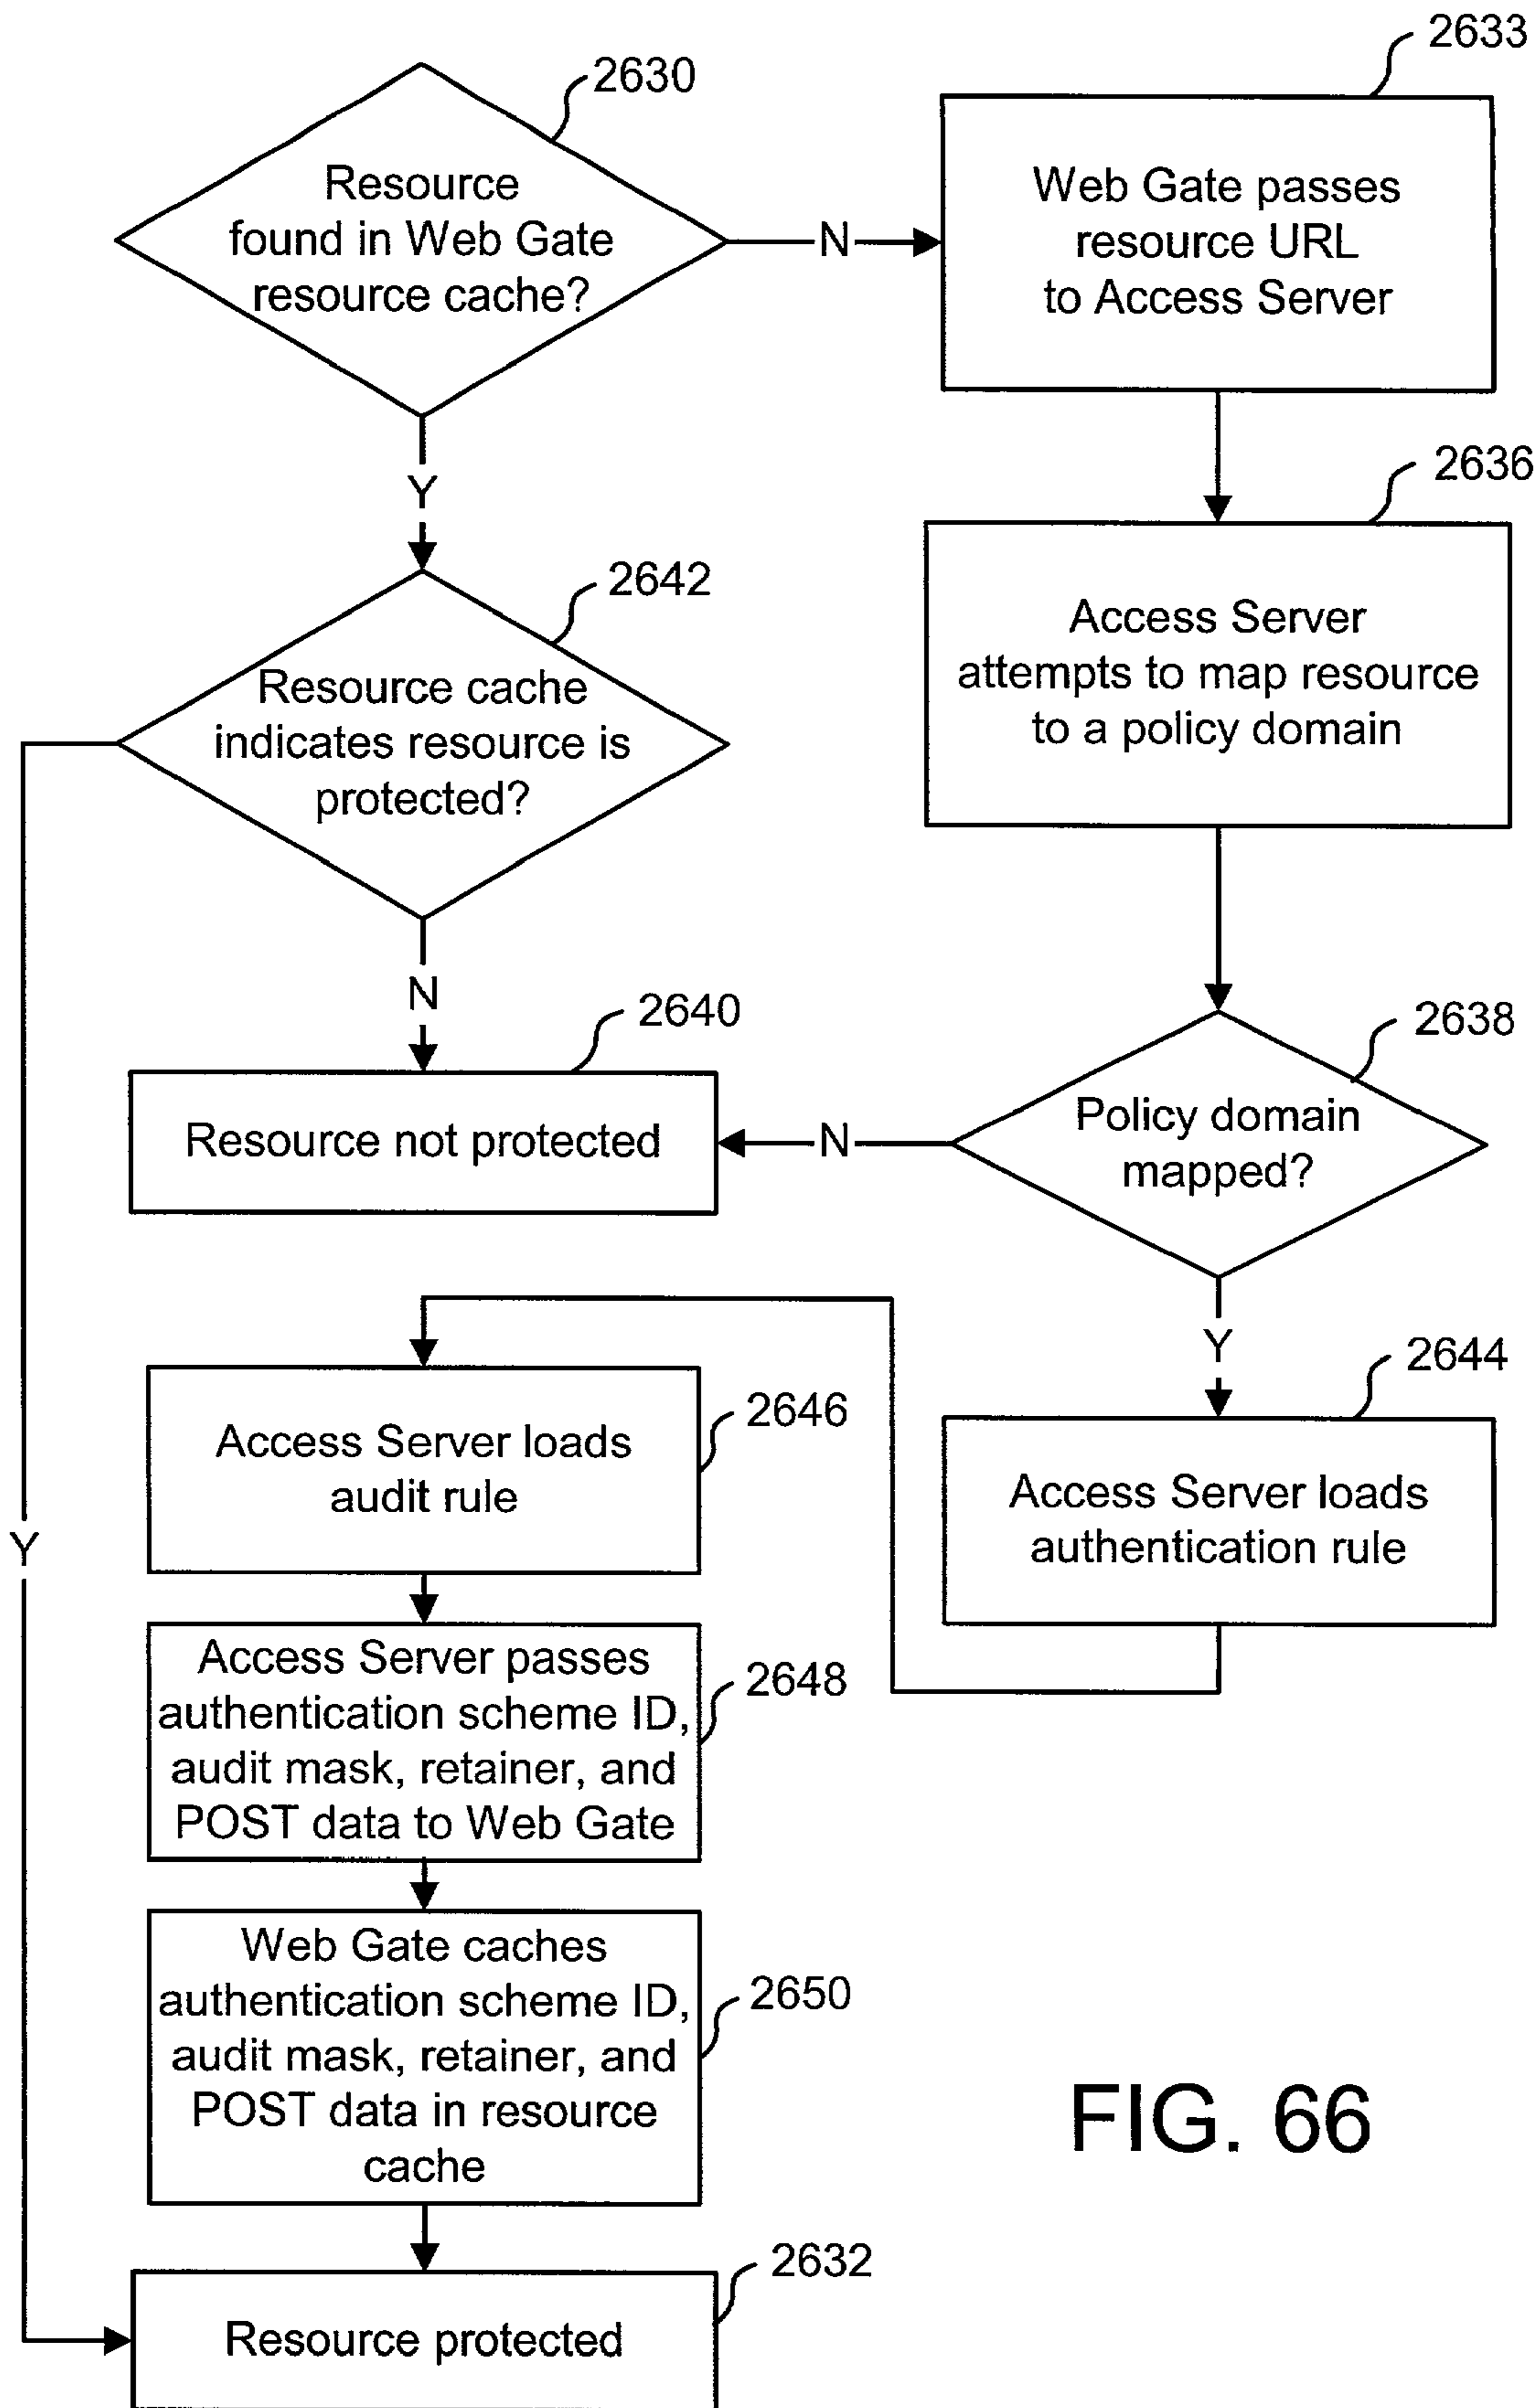 2630
Resource
found in Web Gate
resource cache?
N
2633
Web Gate passes
resource URL
to Access Server
Y
2636
Access Server
attempts to map resource
to a policy domain
2642
Resource cache
indicates resource is
protected?
N
2640
Resource not protected
2638
Policy domain
mapped?
N
Y
2644
Access Server loads
authentication rule
2646
Access Server loads
audit rule
Y
2648
Access Server passes
authentication scheme ID,
audit mask, retainer, and
POST data to Web Gate
2650
Web Gate caches
authentication scheme ID,
audit mask, retainer, and
POST data in resource
cache
2632
Resource protected
FIG. 66